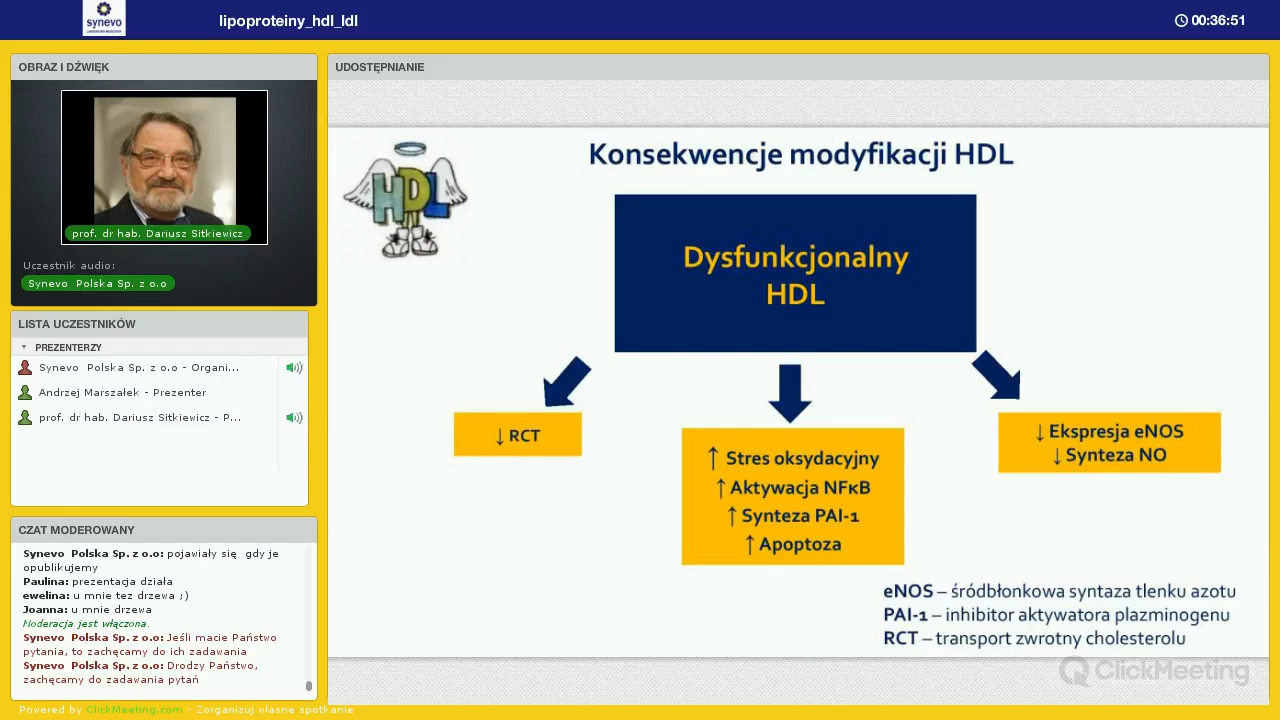 synevo
lipoproteiny_hdl_ldl
00:36:51
OBRAZ I DŹWIĘK
prof. dr hab. Dariusz Sitkiewicz
Uczestnik audio:
Synevo Polska Sp. z o.o
LISTA UCZESTNIKÓW
PREZENTERZY
Synevo Polska Sp. z o.o - Organi...
Andrzej Marszałek - Prezenter
prof. dr hab. Dariusz Sitkiewicz - P...
CZAT MODEROWANY
Synevo Polska Sp. z o.o: pojawiały się gdy je
opublikujemy
Paulina: prezentacja działa
ewelina: u mnie tez drzewa ;)
Joanna: u mnie drzewa
Moderacja jest włączona.
Synevo Polska Sp. z o.o: Jeśli macie Państwo
pytania, to zachęcamy do ich zadawania
Synevo Polska Sp. z o.o: Drodzy Państwo,
zachęcamy do zadawania pytań
Powered by ClickMeeting.com - Zorganizuj własne spotkanie
UDOSTĘPNIANIE
HDL
Konsekwencje modyfikacji HDL
Dysfunkcjonalny
HDL
↓ RCT
↑ Stres oksydacyjny
↑ Aktywacja NFκB
↑ Synteza PAI-1
↑ Apoptoza
↓ Ekspresja eNOS
↓ Synteza NO
eNOS – śródbłonkowa syntaza tlenku azotu
PAI-1 – inhibitor aktywatora plazminogenu
RCT – transport zwrotny cholesterolu
ClickMeeting